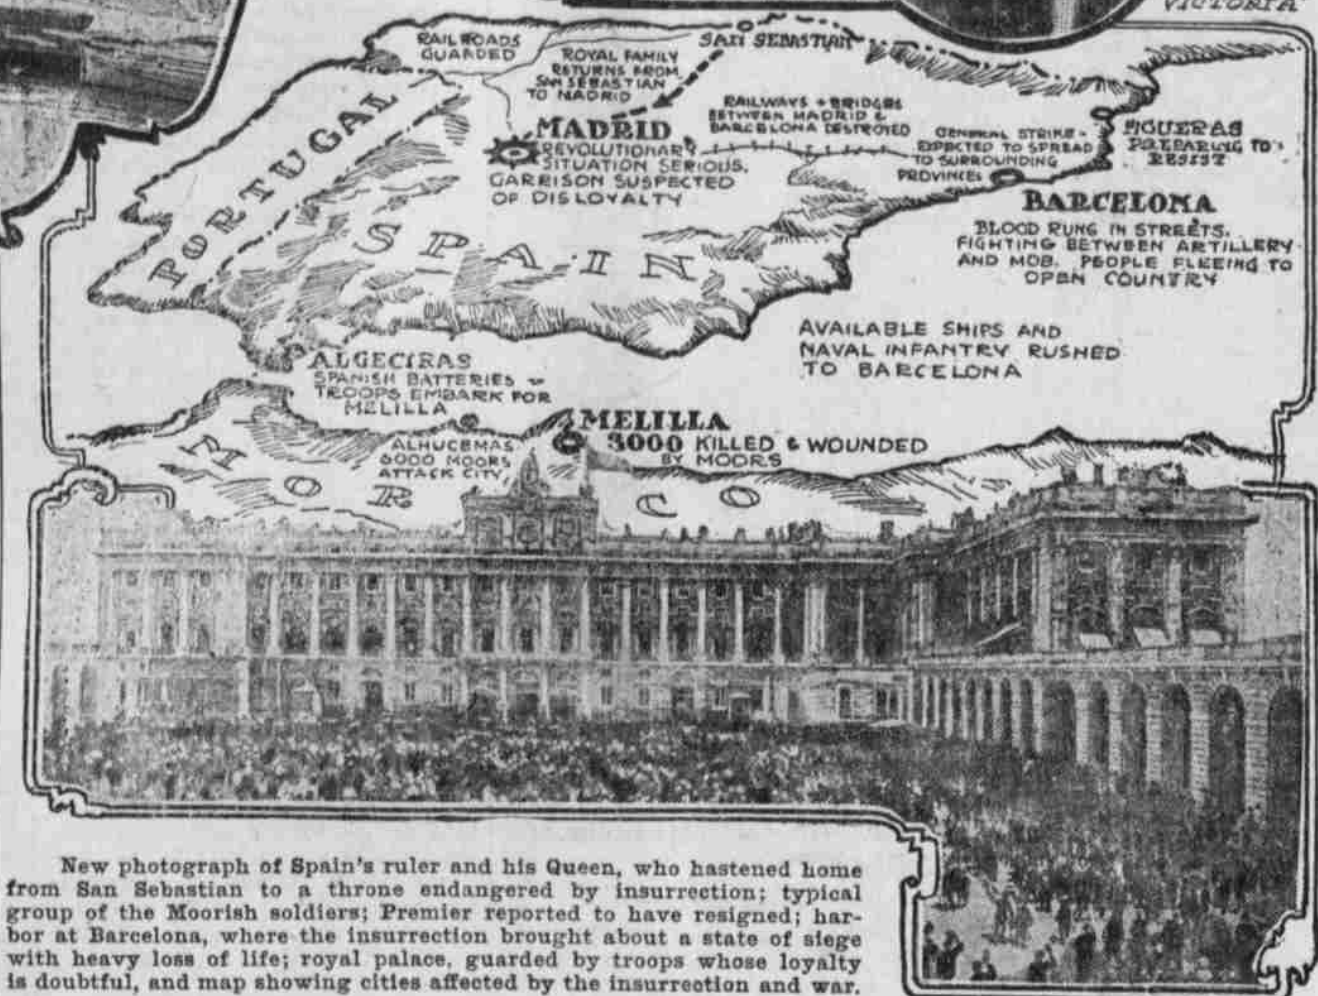 VICTORIA
RAILROADS
GUARDED
SAN SEBASTIAN
ROYAL FAMILY
RETURNS FROM
SAN SEBASTIAN
TO MADRID
PORTUGAL
RAILWAYS + BRIDGES
BETWEEN MADRID &
BARCELONA DESTROYED
MADRID
REVOLUTIONARY
SITUATION SERIOUS.
GARRISON SUSPECTED
OF DISLOYALTY
GENERAL STRIKE
EXPECTED TO SPREAD
TO SURROUNDING
PROVINCES
FIGUERAS
PREPARING TO
RESIST
BARCELONA
BLOOD RUNG IN STREETS.
FIGHTING BETWEEN ARTILLERY
AND MOB. PEOPLE FLEEING TO
OPEN COUNTRY
SPAIN
AVAILABLE SHIPS AND
NAVAL INFANTRY RUSHED
TO BARCELONA
ALGECIRAS
SPANISH BATTERIES &
TROOPS EMBARK FOR
MELILLA
MELILLA
3000 KILLED & WOUNDED
BY MOORS
ALHUCEMAS
6000 MOORS
ATTACK CITY
MOR CO
New photograph of Spain's ruler and his Queen, who hastened home
from San Sebastian to a throne endangered by insurrection; typical
group of the Moorish soldiers; Premier reported to have resigned; har-
bor at Barcelona, where the insurrection brought about a state of siege
with heavy loss of life; royal palace, guarded by troops whose loyalty
is doubtful, and map showing cities affected by the insurrection and war.